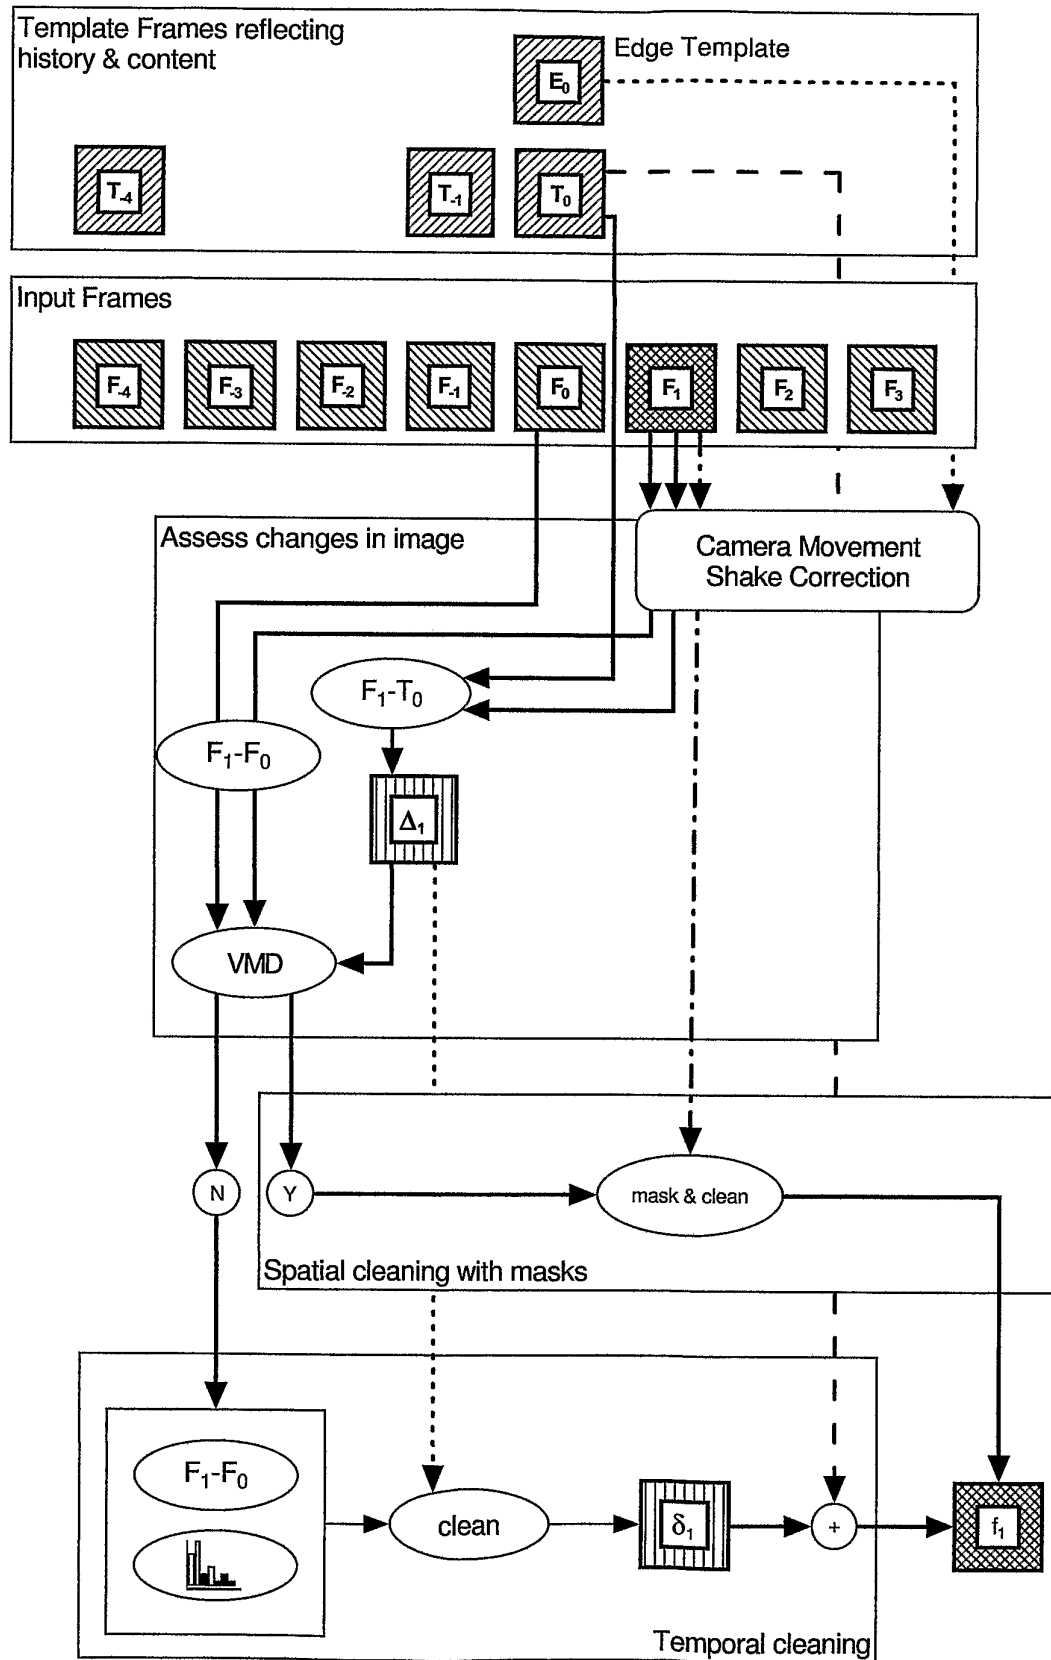 Template Frames reflecting
history & content
Edge Template
E₀
T₋₄
T₋₁
T₀
Input Frames
F₋₄
F₋₃
F₋₂
F₋₁
F₀
F₁
F₂
F₃
Assess changes in image
Camera Movement
Shake Correction
F₁-T₀
F₁-F₀
Δ₁
VMD
N
Y
mask & clean
Spatial cleaning with masks
F₁-F₀
clean
δ₁
+
f₁
Temporal cleaning